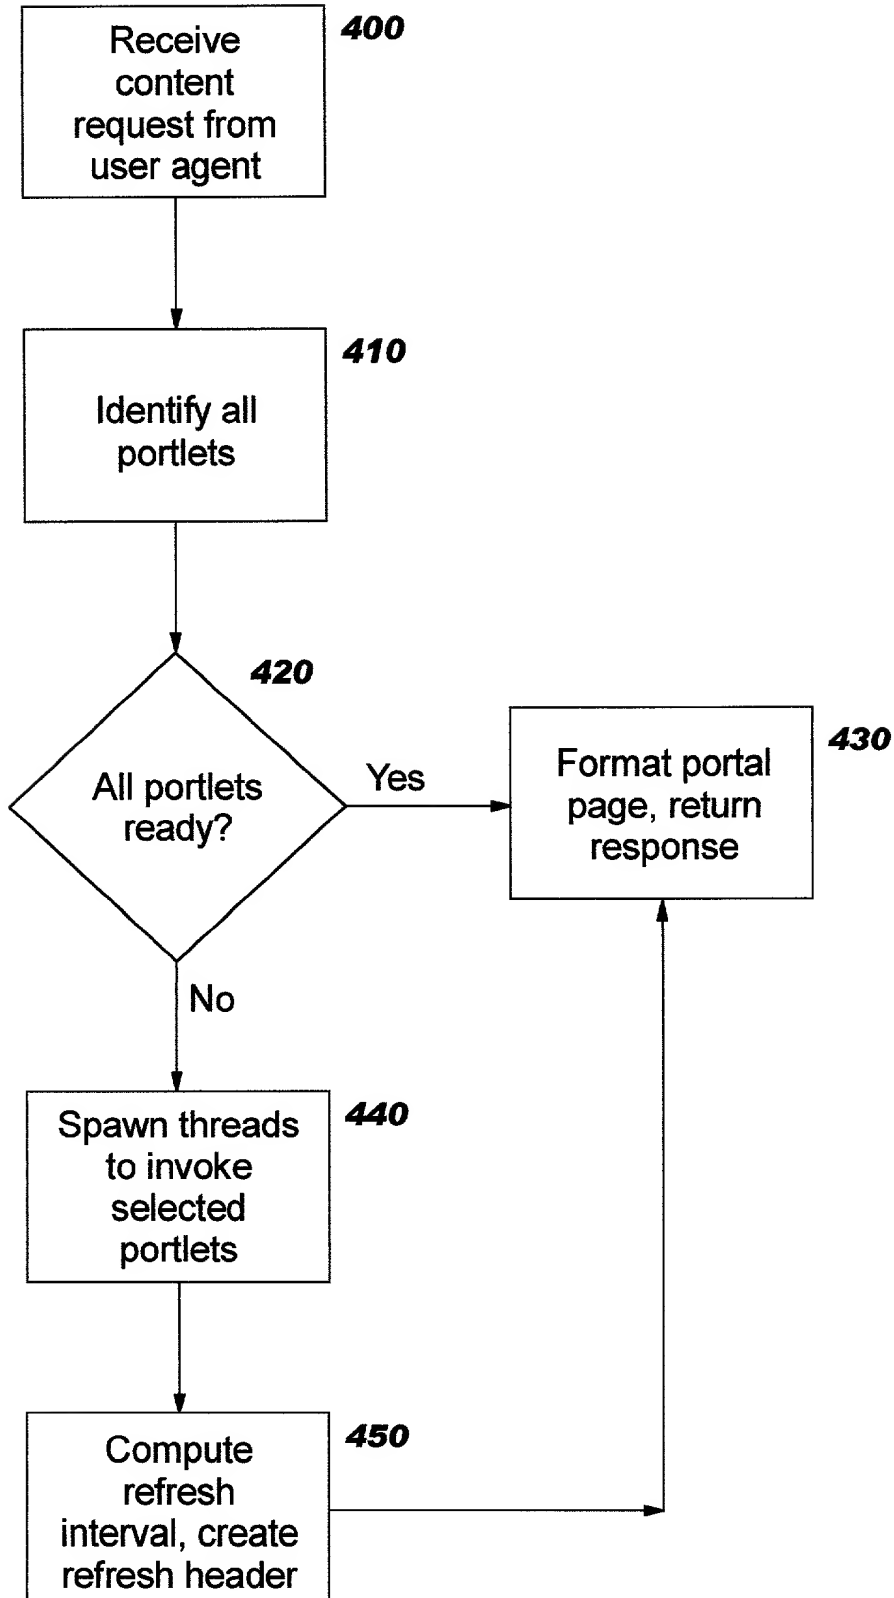 Receive
content
request from
user agent
400
Identify all
portlets
410
420
All portlets
ready?
Yes
Format portal
page, return
response
430
No
Spawn threads
to invoke
selected
portlets
440
Compute
refresh
interval, create
refresh header
450